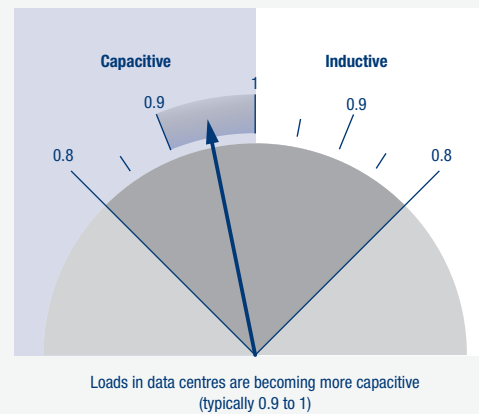 Capacitive
Inductive
1
0.9
0.9
0.8
0.8
Loads in data centres are becoming more capacitive
(typically 0.9 to 1)